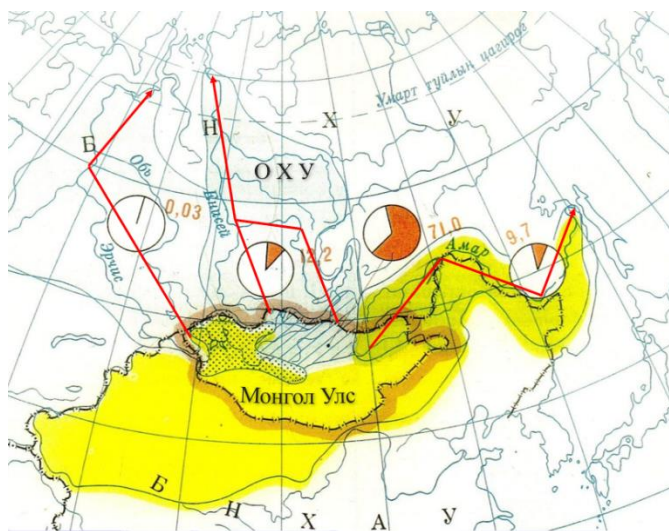 Умарт туйлын цагираг
Б Н Х У
ОХУ
Обь
Енисей
Эрчис
0,03
12,2
71,0
9,7
Амар
Монгол Улс
Б Н Х А У